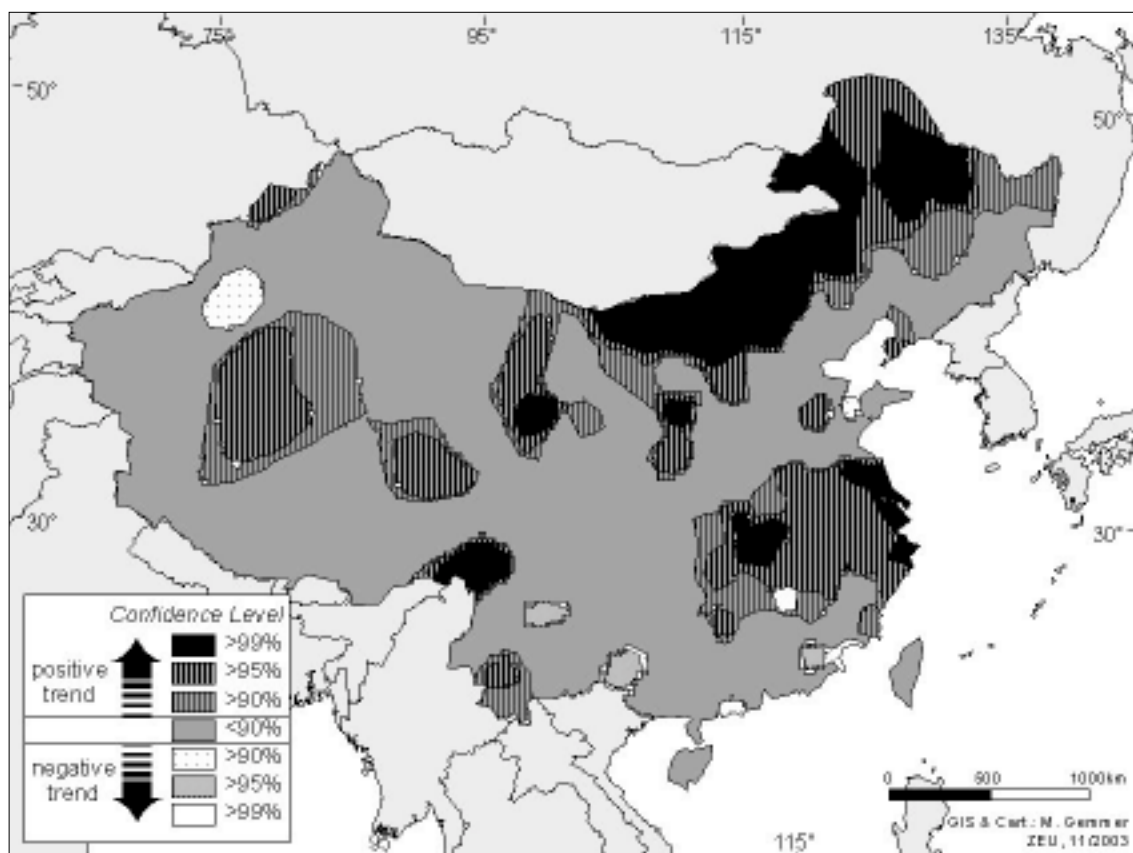 75° 95° 115° 135°
50° 50°
30° 30°
Confidence Level
>99%
positive trend
>95%
>90%
<90%
negative trend
>90%
>95%
>99%
0 500 1000km
GIS & Cart.: M. Gemmer
ZEU, 11/2003
95° 115°